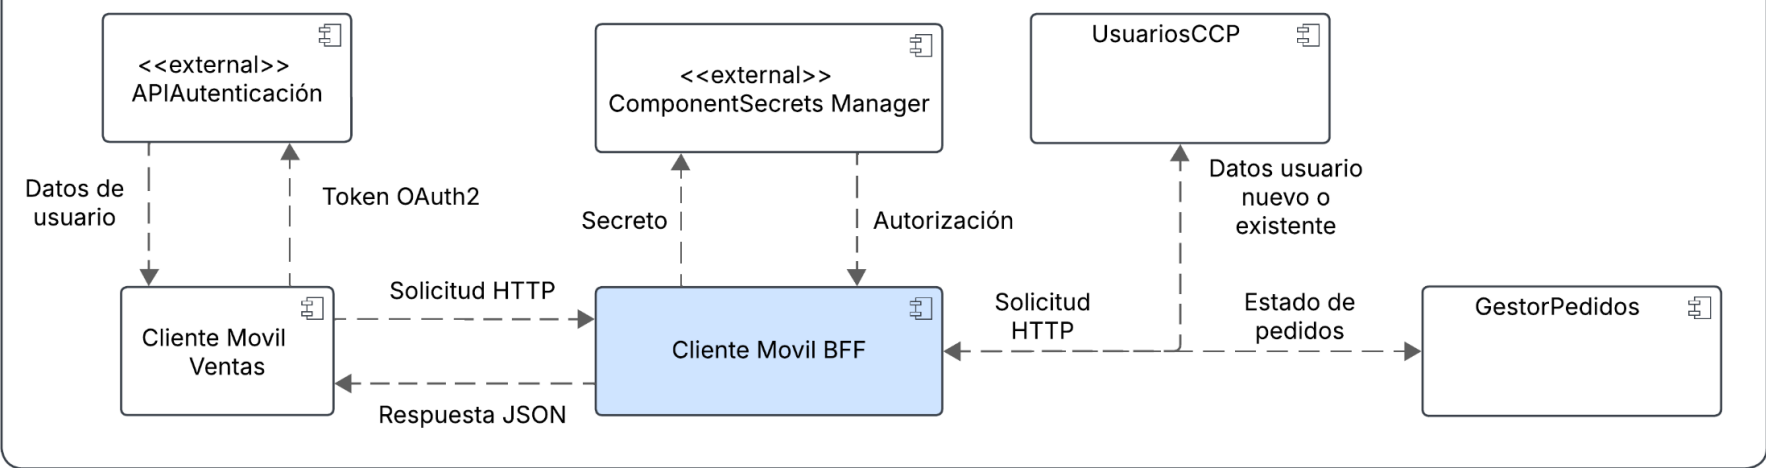 <<external>>
APIAutenticación
<<external>>
ComponentSecrets Manager
UsuariosCCP
Datos de
usuario
Token OAuth2
Secreto
Autorización
Datos usuario
nuevo o
existente
Solicitud HTTP
Cliente Movil
Ventas
Cliente Movil BFF
Solicitud
HTTP
Estado de
pedidos
GestorPedidos
Respuesta JSON